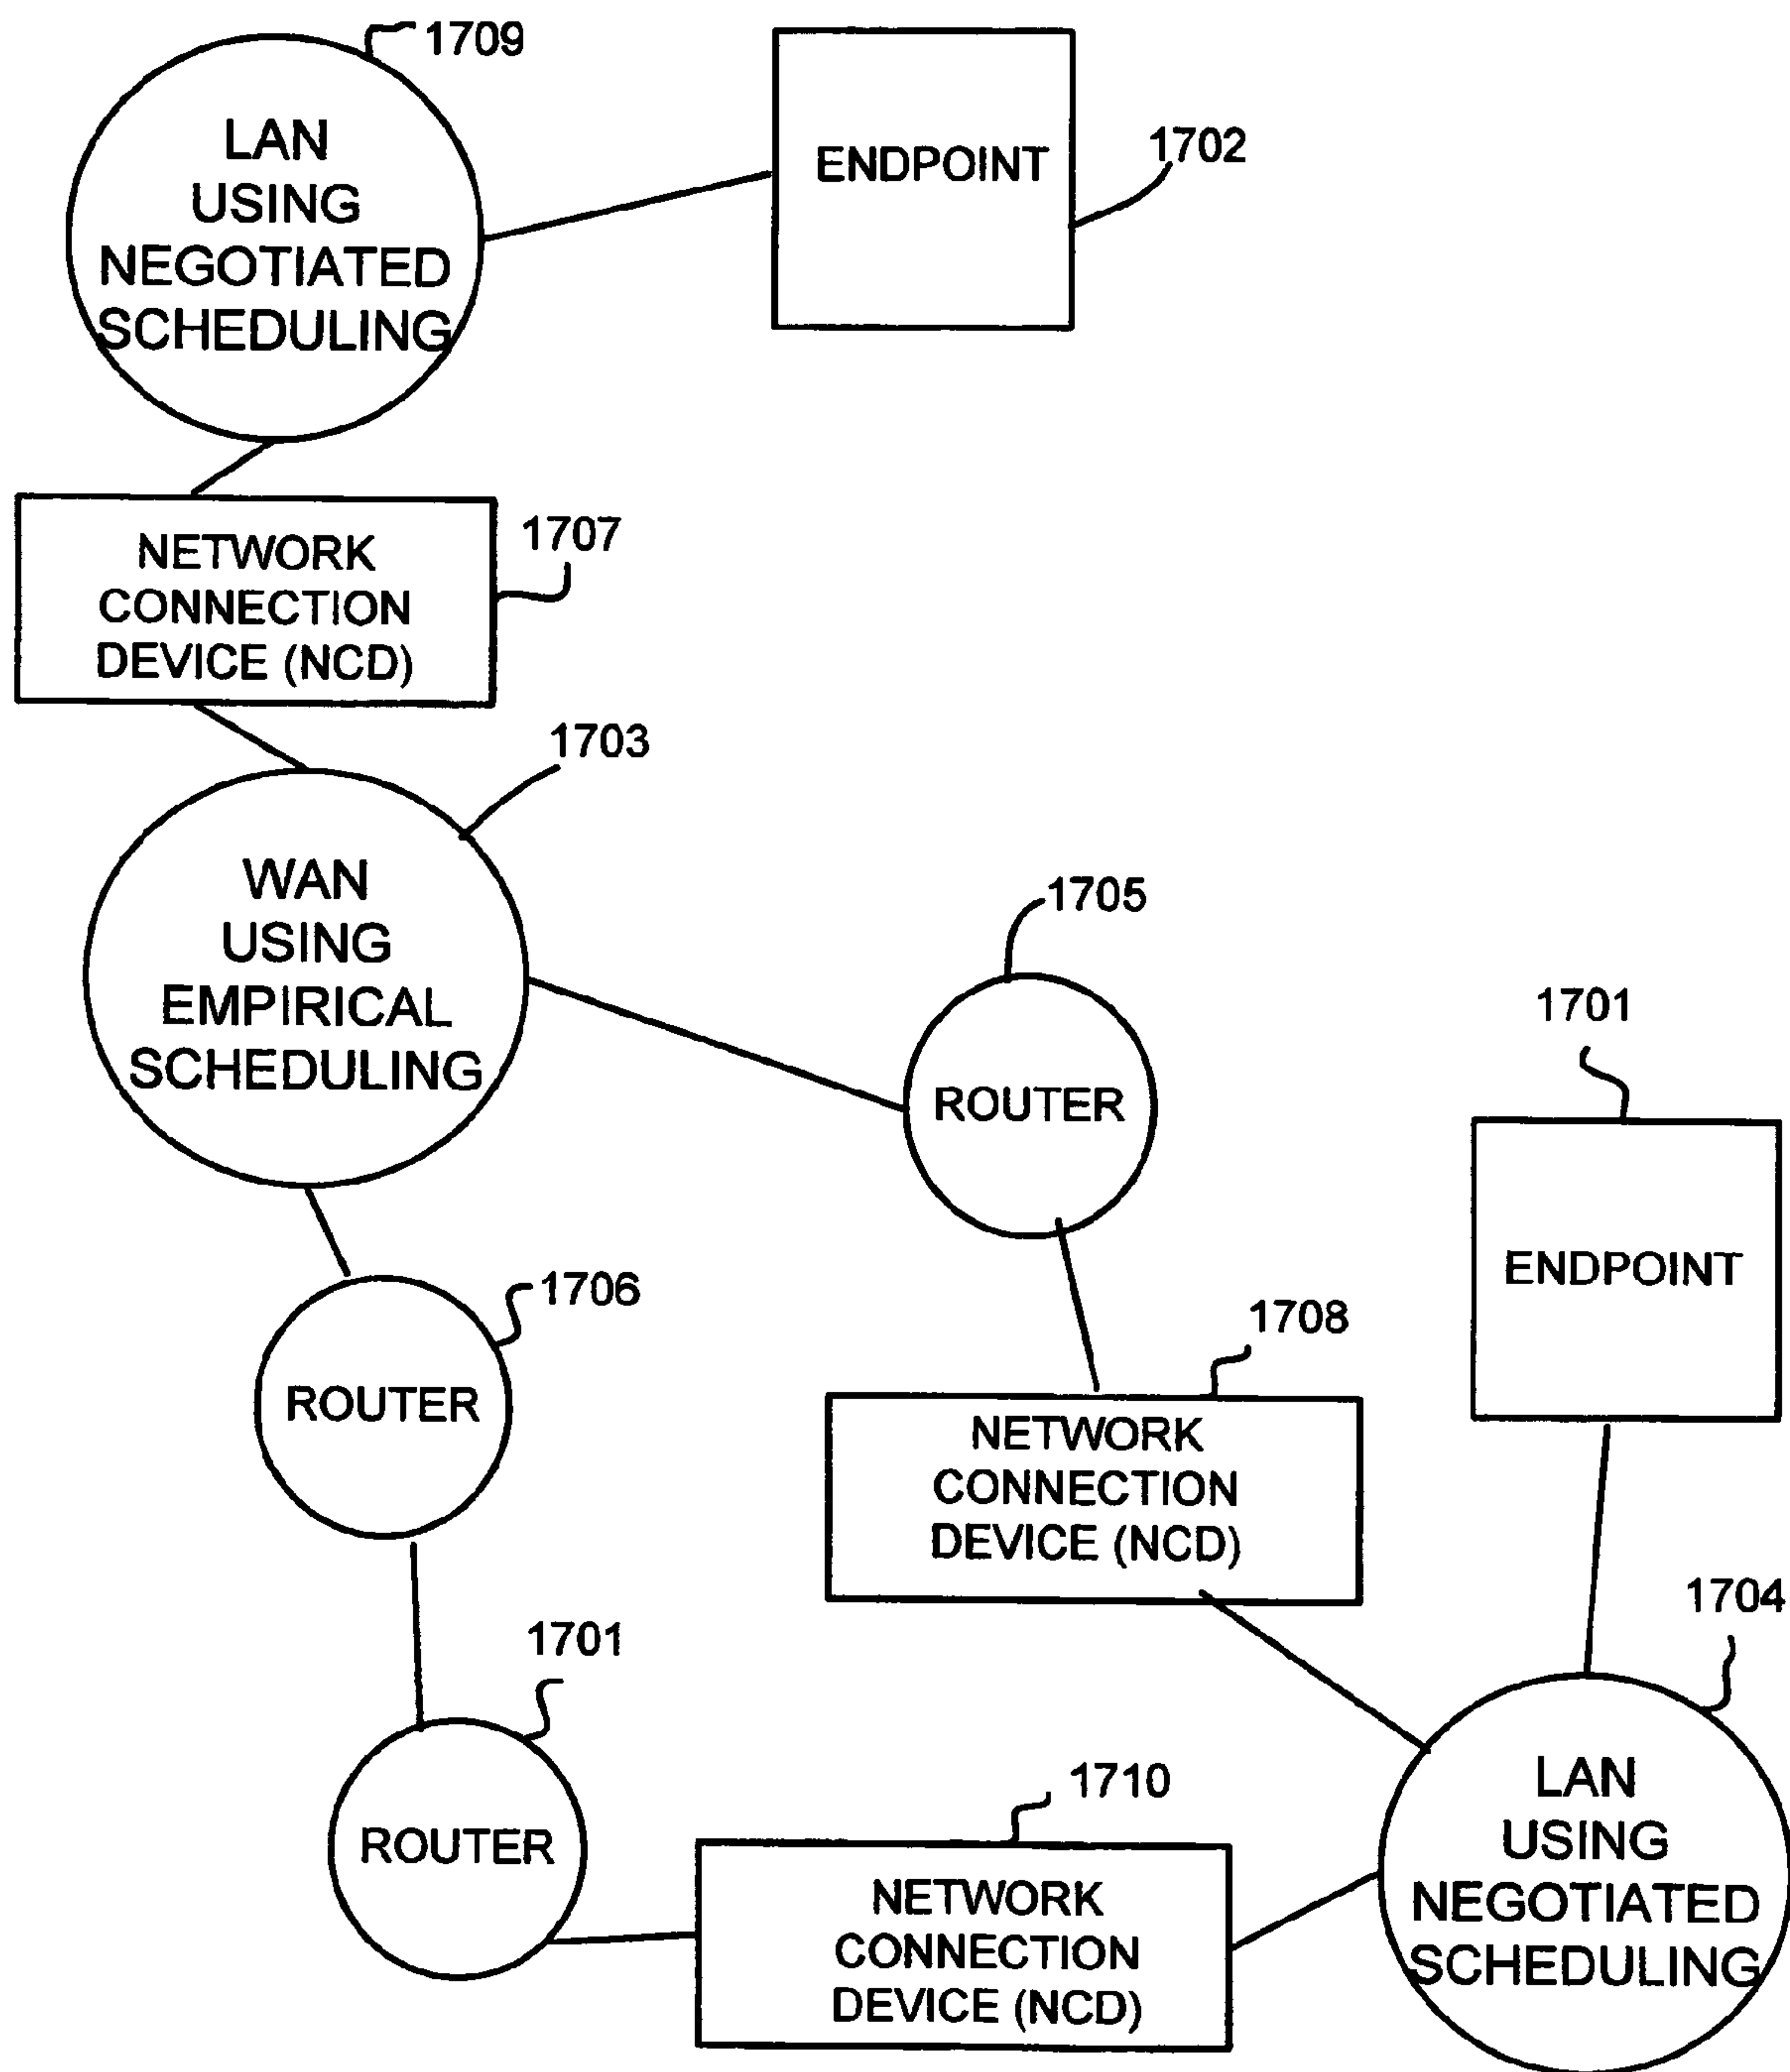 1709
LAN
USING
NEGOTIATED
SCHEDULING
ENDPOINT
1702
NETWORK
CONNECTION
DEVICE (NCD)
1707
1703
WAN
USING
EMPIRICAL
SCHEDULING
1705
ROUTER
1701
ENDPOINT
1706
ROUTER
1708
NETWORK
CONNECTION
DEVICE (NCD)
1701
ROUTER
1710
NETWORK
CONNECTION
DEVICE (NCD)
1704
LAN
USING
NEGOTIATED
SCHEDULING